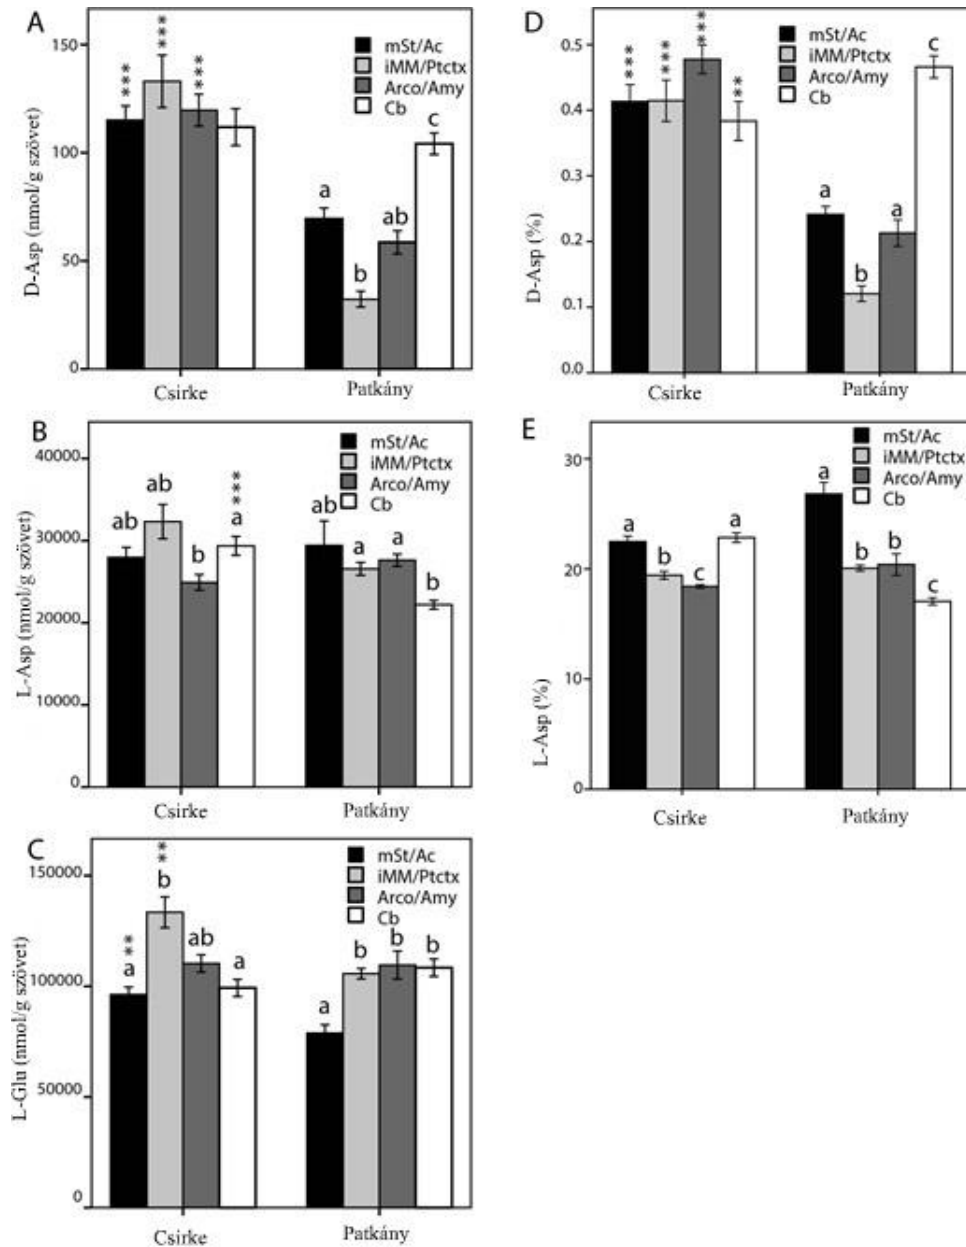 A
D-Asp (nmol/g szövet)
150
100
50
0
mSt/Ac
iMM/Ptctx
Arco/Amy
Cb
*** *** ***
a b ab c
Csirke Patkány
D
D-Asp (%)
0.5
0.4
0.3
0.2
0.1
0.0
mSt/Ac
iMM/Ptctx
Arco/Amy
Cb
*** *** *** **
a b a c
Csirke Patkány
B
L-Asp (nmol/g szövet)
40000
30000
20000
10000
0
mSt/Ac
iMM/Ptctx
Arco/Amy
Cb
***
ab ab b a ab a a b
Csirke Patkány
E
L-Asp (%)
30
20
10
0
mSt/Ac
iMM/Ptctx
Arco/Amy
Cb
a b c a a b b c
Csirke Patkány
C
L-Glu (nmol/g szövet)
150000
100000
50000
0
mSt/Ac
iMM/Ptctx
Arco/Amy
Cb
** **
a b ab a a b b b
Csirke Patkány